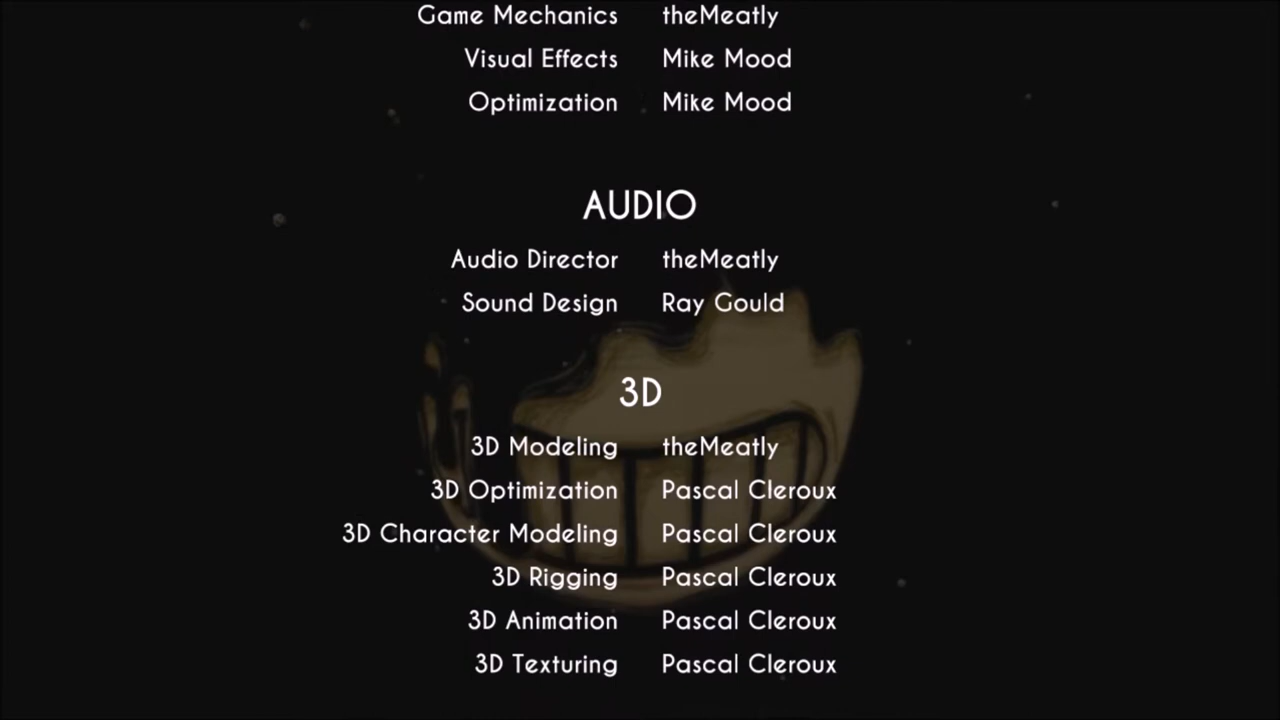 Game Mechanics theMeatly
Visual Effects Mike Mood
Optimization Mike Mood
AUDIO
Audio Director theMeatly
Sound Design Ray Gould
3D
3D Modeling theMeatly
3D Optimization Pascal Cleroux
3D Character Modeling Pascal Cleroux
3D Rigging Pascal Cleroux
3D Animation Pascal Cleroux
3D Texturing Pascal Cleroux